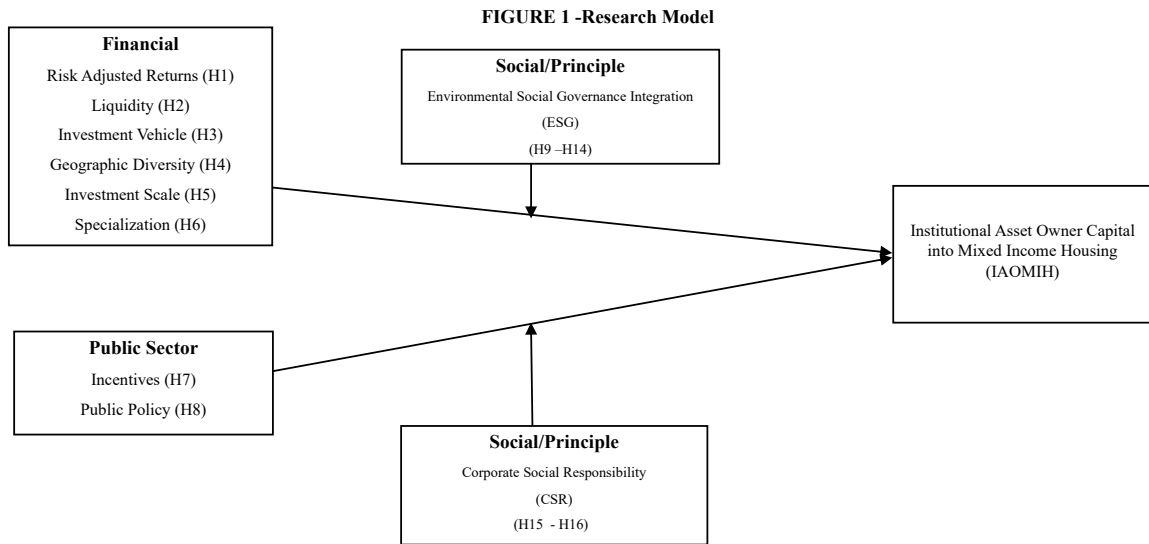 FIGURE 1 -Research Model
Financial
Risk Adjusted Returns (H1)
Liquidity (H2)
Investment Vehicle (H3)
Geographic Diversity (H4)
Investment Scale (H5)
Specialization (H6)
Social/Principle
Environmental Social Governance Integration
(ESG)
(H9 –H14)
Institutional Asset Owner Capital
into Mixed Income Housing
(IAOMIH)
Public Sector
Incentives (H7)
Public Policy (H8)
Social/Principle
Corporate Social Responsibility
(CSR)
(H15 - H16)